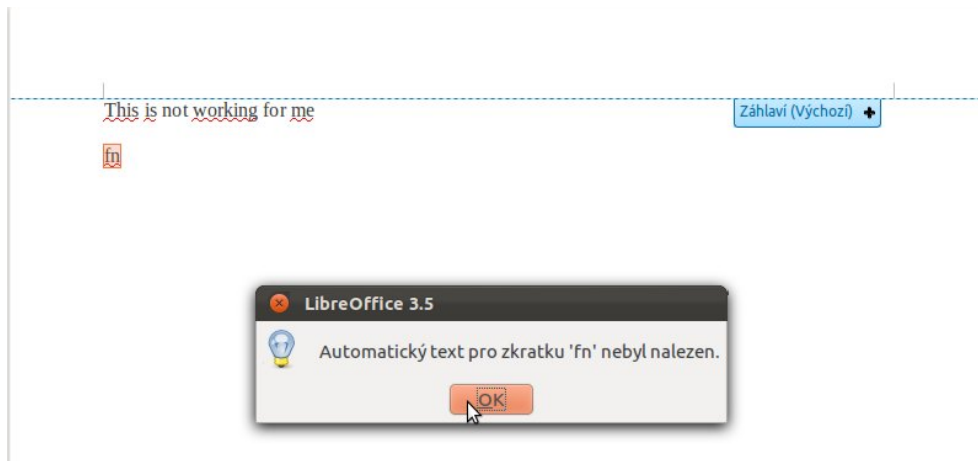 This is not working for me
Záhlaví (Výchozí) +
fn
LibreOffice 3.5
Automatický text pro zkratku 'fn' nebyl nalezen.
OK